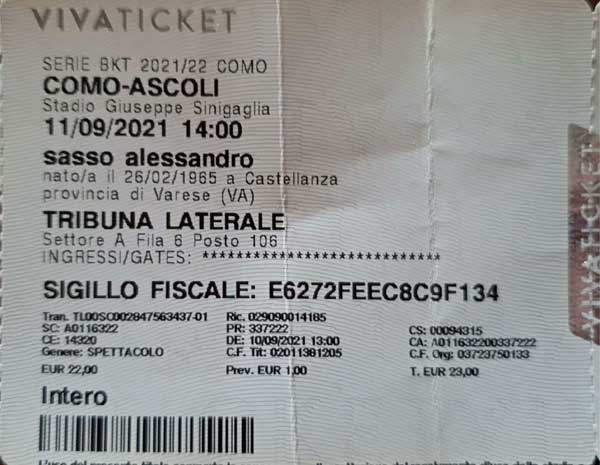 VIVATICKET
SERIE BKT 2021/22 COMO
COMO-ASCOLI
Stadio Giuseppe Sinigaglia
11/09/2021 14:00
sasso alessandro
nato/a il 26/02/1965 a Castellanza
provincia di Varese (VA)
TRIBUNA LATERALE
Settore A Fila 6 Posto 106
INGRESSI/GATES: ***************************
SIGILLO FISCALE: E6272FEEC8C9F134
Tran. TL00SC002847563437-01 Ric. 029090014185
SC: A0116322 PR: 337222 CS: 00094315
CE: 14320 DE: 10/09/2021 13:00 CA: A011632200337222
Genere: SPETTACOLO C.F. Tit: 02011381205 C.F. Org: 03723750133
EUR 22,00 Prev. EUR 1,00 T. EUR 23,00
Intero
VIVATICKET